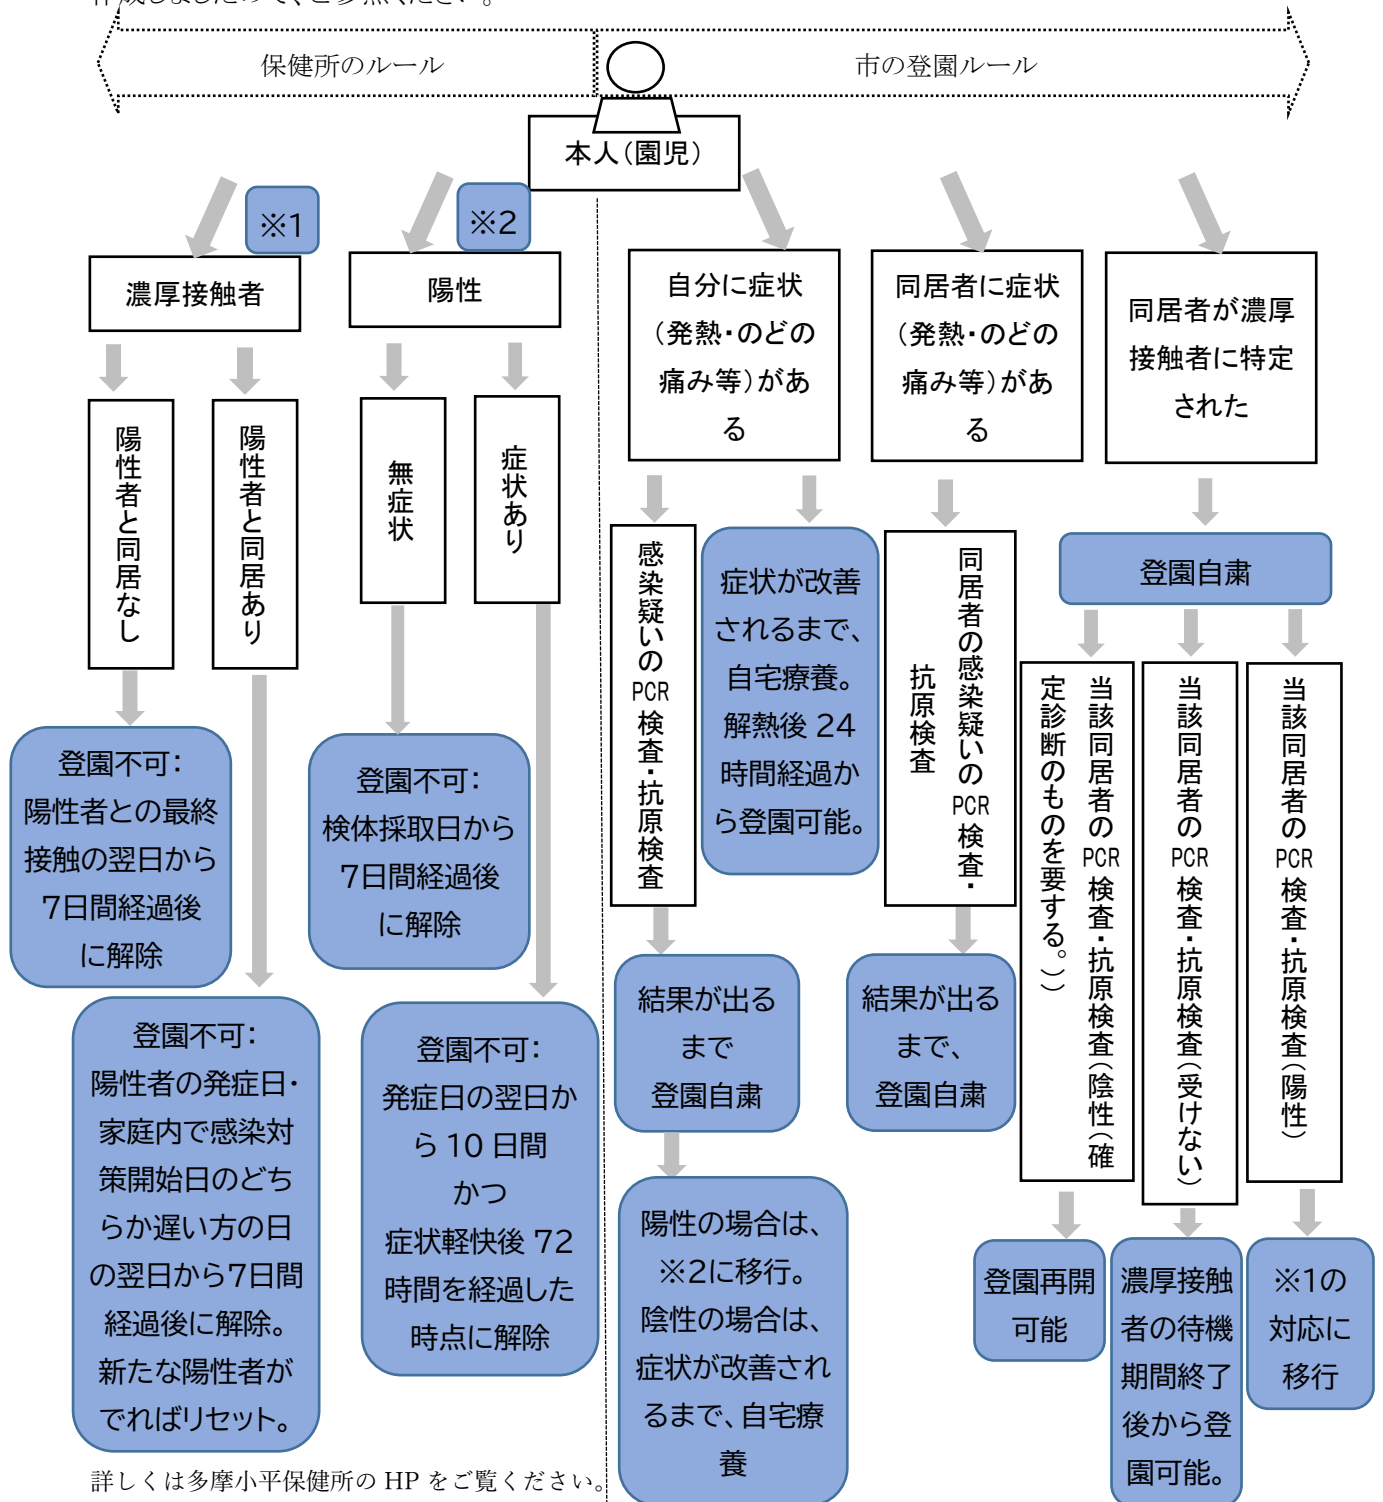 作成しましたので、ご参照ください。
保健所のルール
市の登園ルール
本人(園児)
※1
※2
濃厚接触者
陽性
自分に症状
(発熱・のどの
痛み等)があ
る
同居者に症状
(発熱・のどの
痛み等)があ
る
同居者が濃厚
接触者に特定
された
陽性者と同居なし
陽性者と同居あり
無症状
症状あり
感染疑いのPCR検査・抗原検査
症状が改善
されるまで、
自宅療養。
解熱後 24
時間経過か
ら登園可能。
同居者の感染疑いのPCR検査・
抗原検査
登園自粛
当該同居者のPCR検査・抗原検査(陰性(確
定診断のものを要する。))
当該同居者のPCR検査・抗原検査(受けない)
当該同居者のPCR検査・抗原検査(陽性)
登園不可:
陽性者との最終
接触の翌日から
7日間経過後
に解除
登園不可:
検体採取日から
7日間経過後
に解除
登園不可:
陽性者の発症日・
家庭内で感染対
策開始日のどち
らか遅い方の日
の翌日から7日間
経過後に解除。
新たな陽性者が
でればリセット。
登園不可:
発症日の翌日か
ら 10 日間
かつ
症状軽快後 72
時間を経過した
時点に解除
結果が出る
まで
登園自粛
結果が出る
まで、
登園自粛
陽性の場合は、
※2に移行。
陰性の場合は、
症状が改善され
るまで、自宅療
養
登園再開
可能
濃厚接触
者の待機
期間終了
後から登
園可能。
※1の
対応に
移行
詳しくは多摩小平保健所の HP をご覧ください。